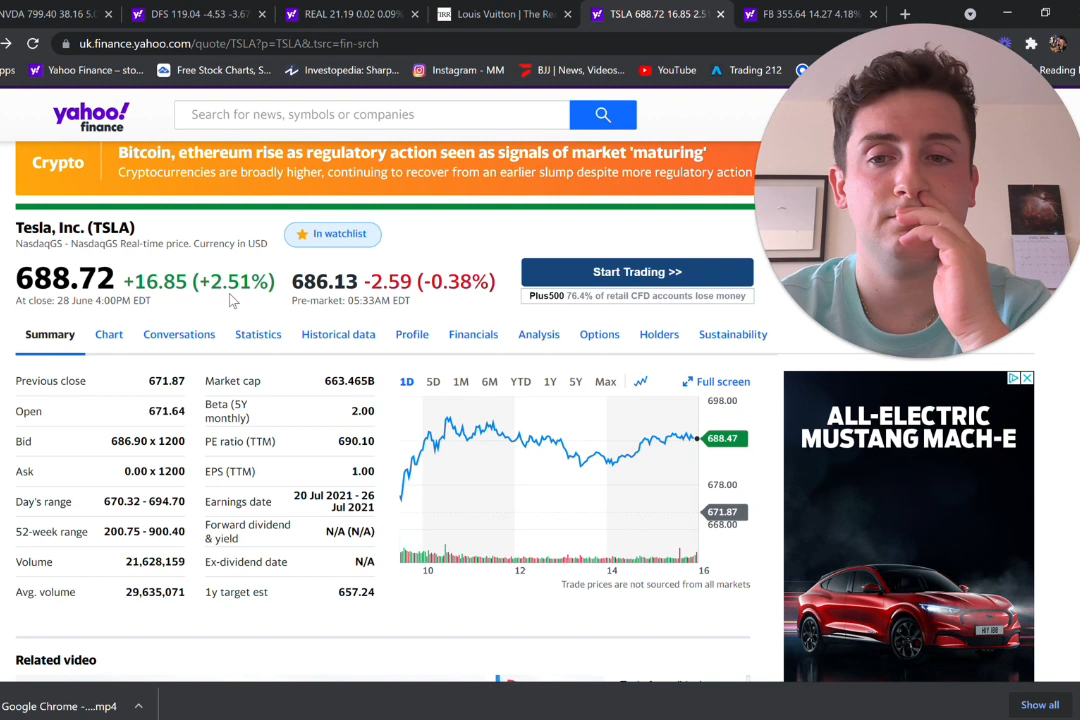 NVDA 799.40 38.16 5.0
DFS 119.04 -4.53 -3.67
REAL 21.19 0.02 0.09%
TRR Louis Vuitton | The Re
TSLA 688.72 16.85 2.51
FB 355.64 14.27 4.18%
uk.finance.yahoo.com/quote/TSLA?p=TSLA&.tsrc=fin-srch
pps
Yahoo Finance – sto...
Free Stock Charts, S...
Investopedia: Sharp...
Instagram - MM
BJJ | News, Videos...
YouTube
Trading 212
Reading
yahoo!
finance
Search for news, symbols or companies
Crypto
Bitcoin, ethereum rise as regulatory action seen as signals of market 'maturing'
Cryptocurrencies are broadly higher, continuing to recover from an earlier slump despite more regulatory action
Tesla, Inc. (TSLA)
NasdaqGS - NasdaqGS Real-time price. Currency in USD
In watchlist
688.72 +16.85 (+2.51%)
At close: 28 June 4:00PM EDT
686.13 -2.59 (-0.38%)
Pre-market: 05:33AM EDT
Start Trading >>
Plus500 76.4% of retail CFD accounts lose money
Summary Chart Conversations Statistics Historical data Profile Financials Analysis Options Holders Sustainability
Previous close 671.87
Open 671.64
Bid 686.90 x 1200
Ask 0.00 x 1200
Day's range 670.32 - 694.70
52-week range 200.75 - 900.40
Volume 21,628,159
Avg. volume 29,635,071
Market cap 663.465B
Beta (5Y
monthly) 2.00
PE ratio (TTM) 690.10
EPS (TTM) 1.00
Earnings date 20 Jul 2021 - 26
Jul 2021
Forward dividend
& yield N/A (N/A)
Ex-dividend date N/A
1y target est 657.24
1D 5D 1M 6M YTD 1Y 5Y Max
Full screen
698.00
688.47
678.00
671.87
668.00
10 12 14 16
Trade prices are not sourced from all markets
ALL-ELECTRIC
MUSTANG MACH-E
Related video
Google Chrome -....mp4
Show all